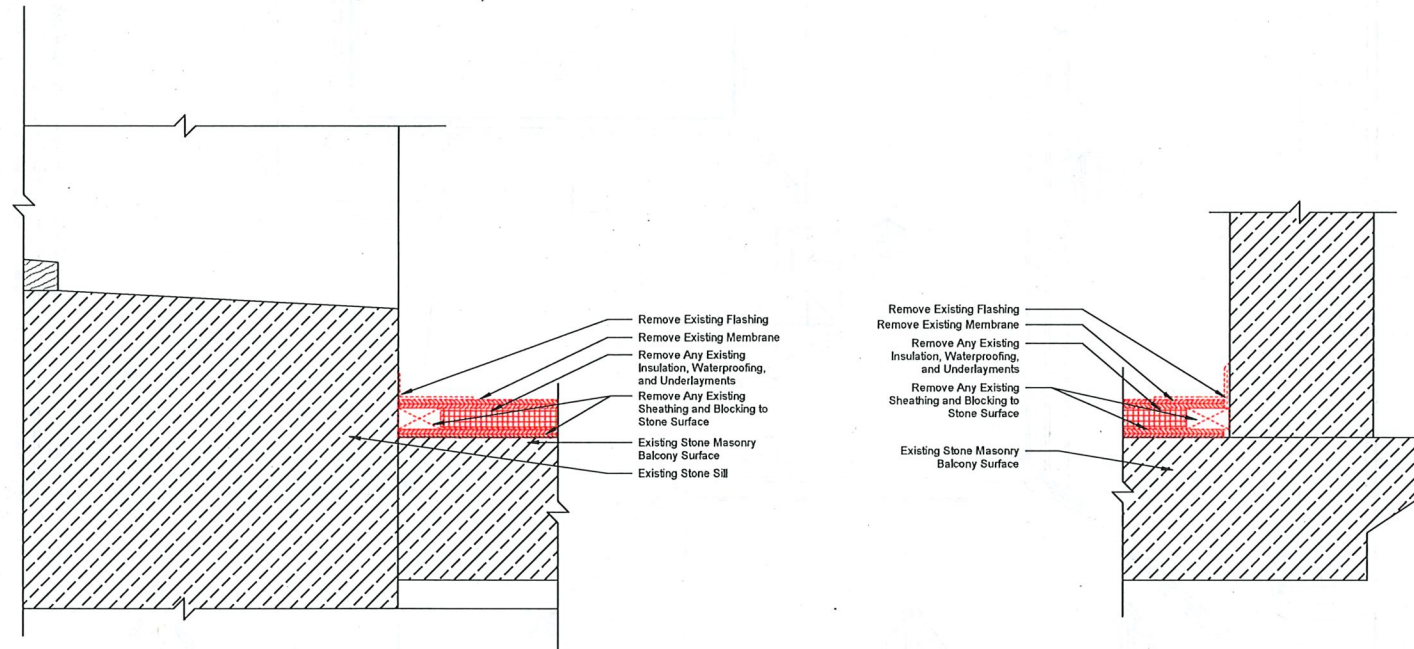 Remove Existing Flashing
Remove Existing Membrane
Remove Any Existing
Insulation, Waterproofing,
and Underlayments
Remove Any Existing
Sheathing and Blocking to
Stone Surface
Existing Stone Masonry
Balcony Surface
Existing Stone Sill
Remove Existing Flashing
Remove Existing Membrane
Remove Any Existing
Insulation, Waterproofing,
and Underlayments
Remove Any Existing
Sheathing and Blocking to
Stone Surface
Existing Stone Masonry
Balcony Surface